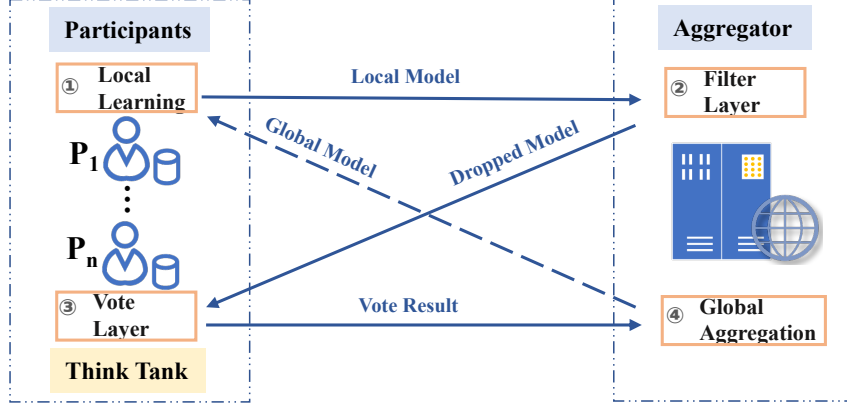 Participants
Aggregator
① Local
Learning
Local Model
② Filter
Layer
Global Model
Dropped Model
P1
Pn
③ Vote
Layer
Vote Result
④ Global
Aggregation
Think Tank